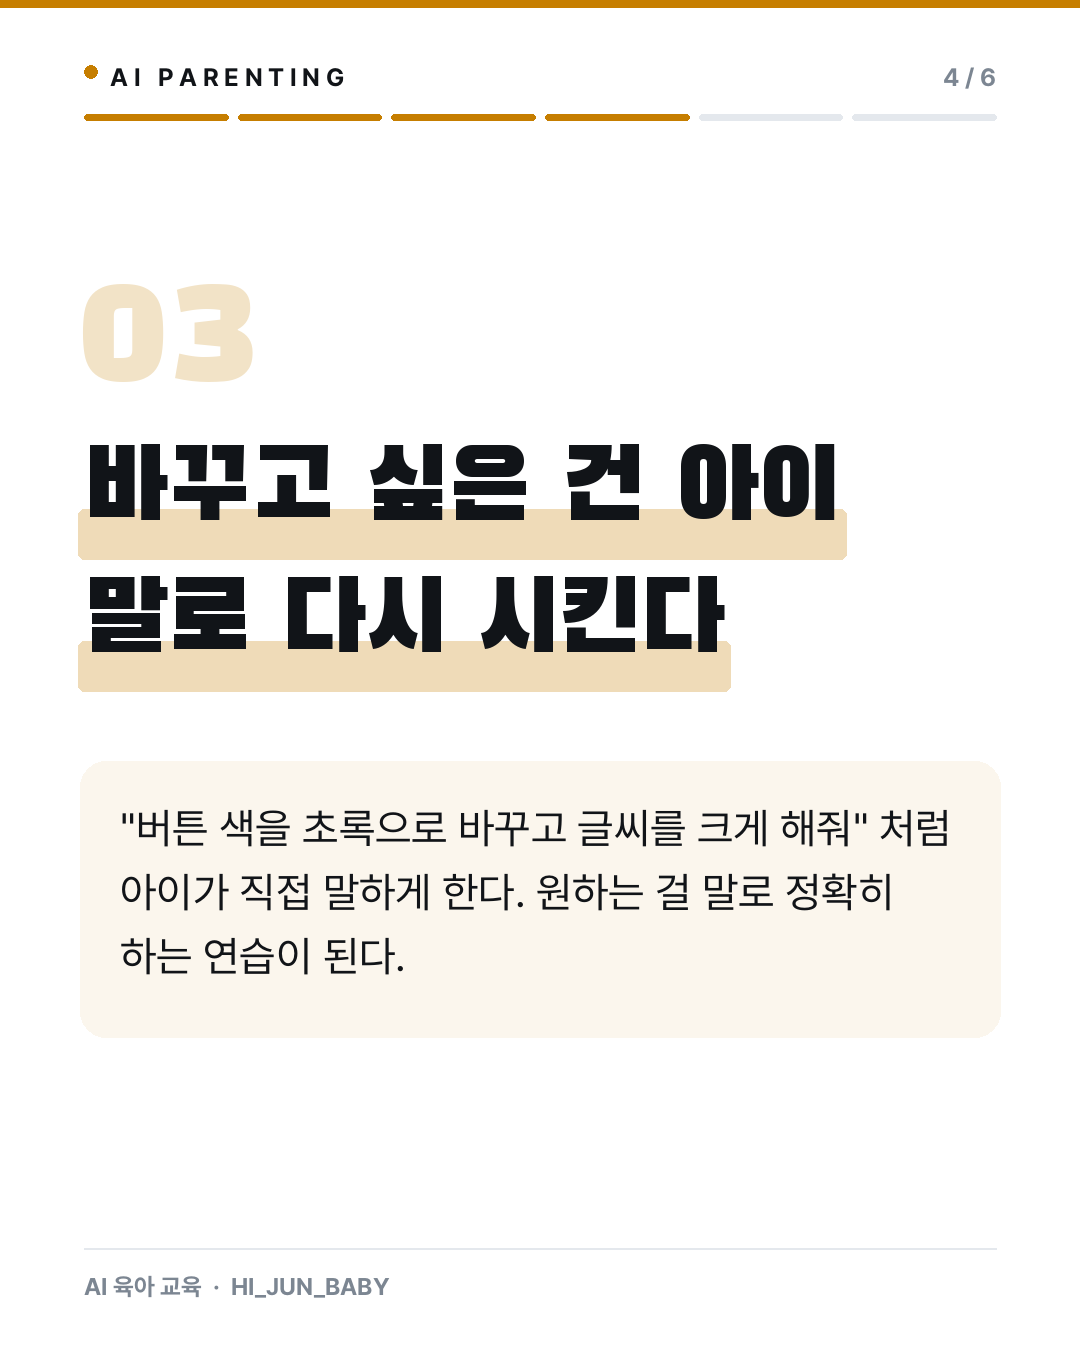 AI PARENTING
4 / 6
03
바꾸고 싶은 건 아이
말로 다시 시킨다
"버튼 색을 초록으로 바꾸고 글씨를 크게 해줘" 처럼
아이가 직접 말하게 한다. 원하는 걸 말로 정확히
하는 연습이 된다.
AI 육아 교육 · HI_JUN_BABY